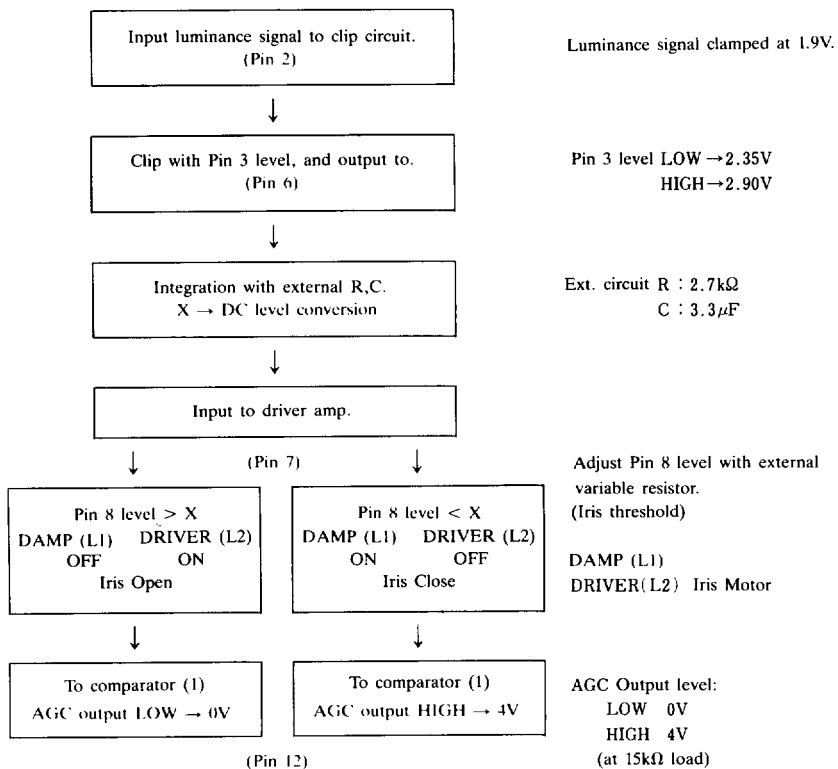 Input luminance signal to clip circuit.
(Pin 2)
Luminance signal clamped at 1.9V.
↓
Clip with Pin 3 level, and output to.
(Pin 6)
Pin 3 level LOW →2.35V
HIGH→2.90V
↓
Integration with external R,C.
X → DC level conversion
Ext. circuit R : 2.7kΩ
C : 3.3μF
↓
Input to driver amp.
↓ (Pin 7) ↓
Adjust Pin 8 level with external
variable resistor.
(Iris threshold)
Pin 8 level > X
DAMP (L1) DRIVER (L2)
OFF ON
Iris Open
Pin 8 level < X
DAMP (L1) DRIVER (L2)
ON OFF
Iris Close
DAMP (L1)
DRIVER(L2) Iris Motor
↓ ↓
To comparator (1)
AGC output LOW → 0V
To comparator (1)
AGC output HIGH → 4V
AGC Output level:
LOW 0V
HIGH 4V
(at 15kΩ load)
(Pin 12)